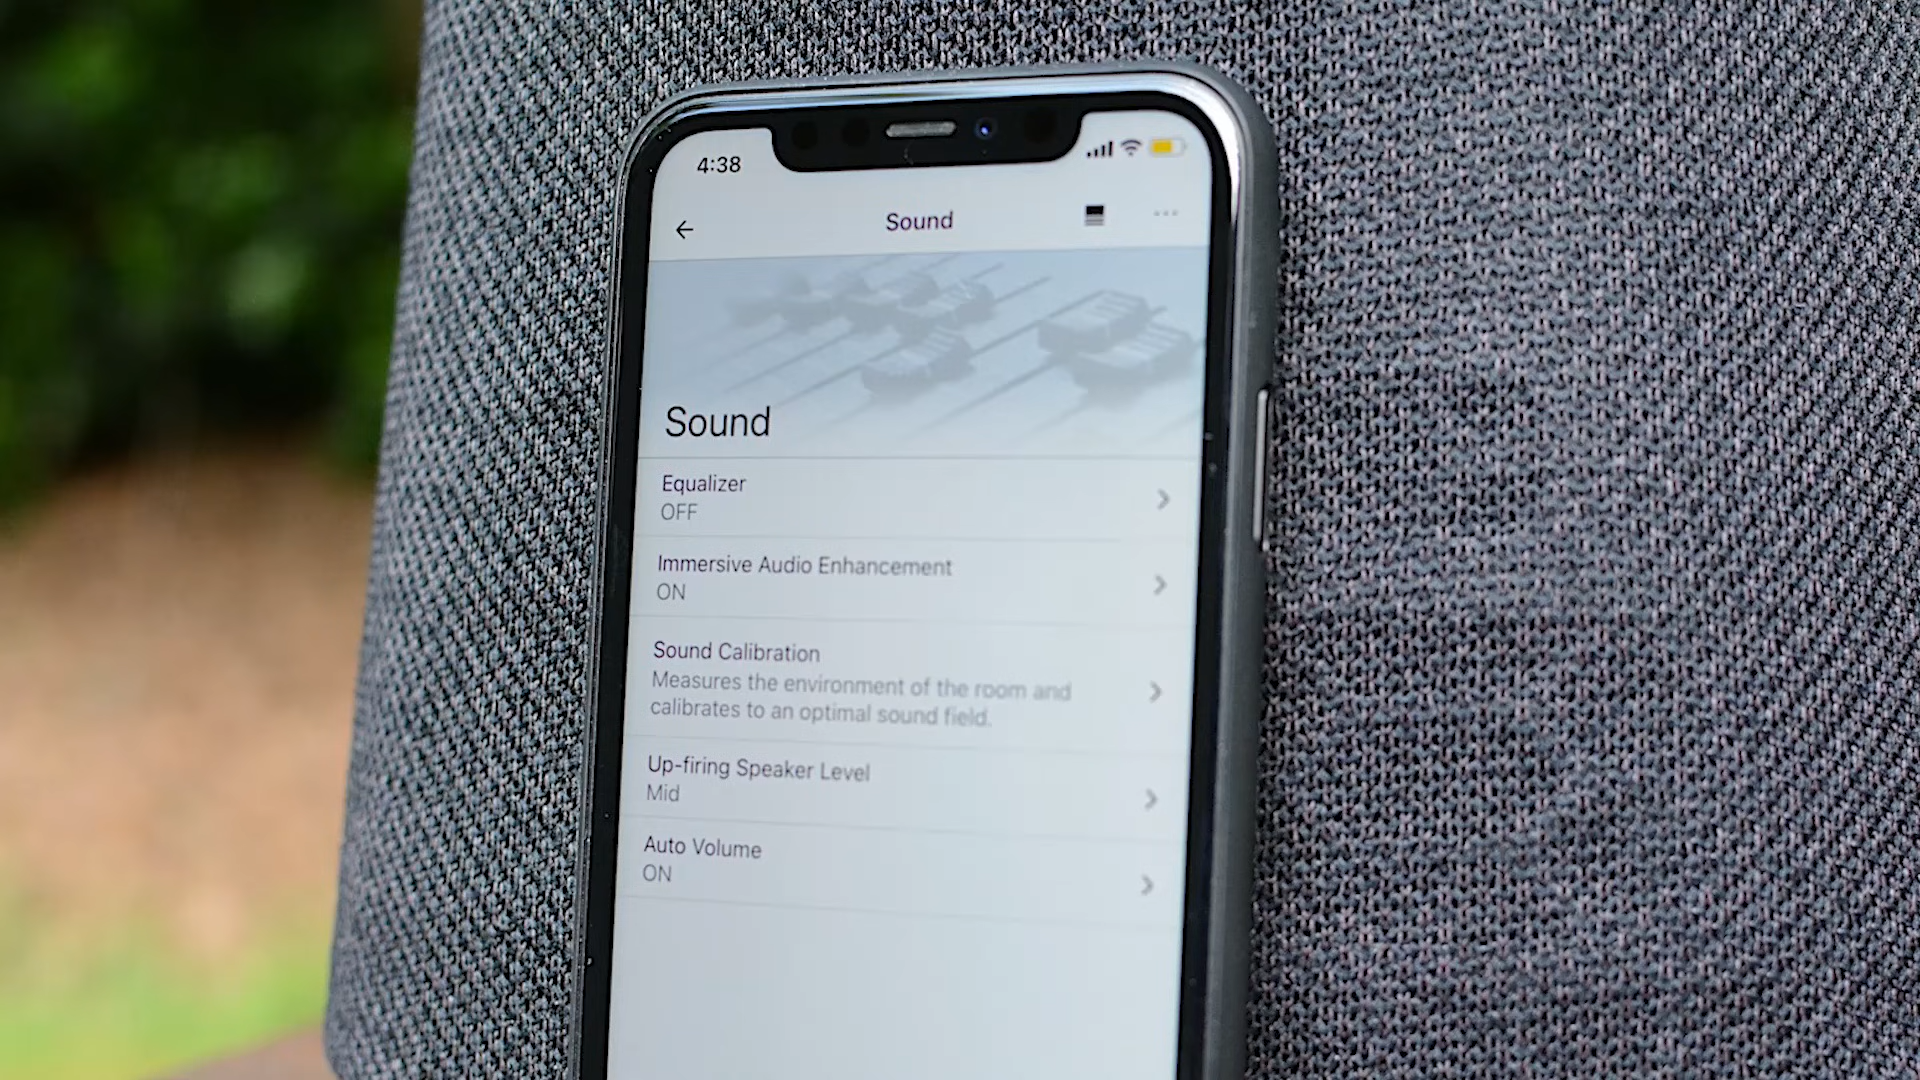 4:38
Sound
Sound
Equalizer
OFF
Immersive Audio Enhancement
ON
Sound Calibration
Measures the environment of the room and
calibrates to an optimal sound field.
Up-firing Speaker Level
Mid
Auto Volume
ON